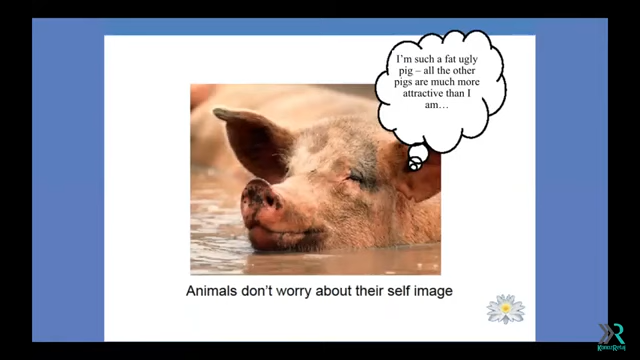 I'm such a fat ugly
pig – all the other
pigs are much more
attractive than I
am…
Animals don't worry about their self image